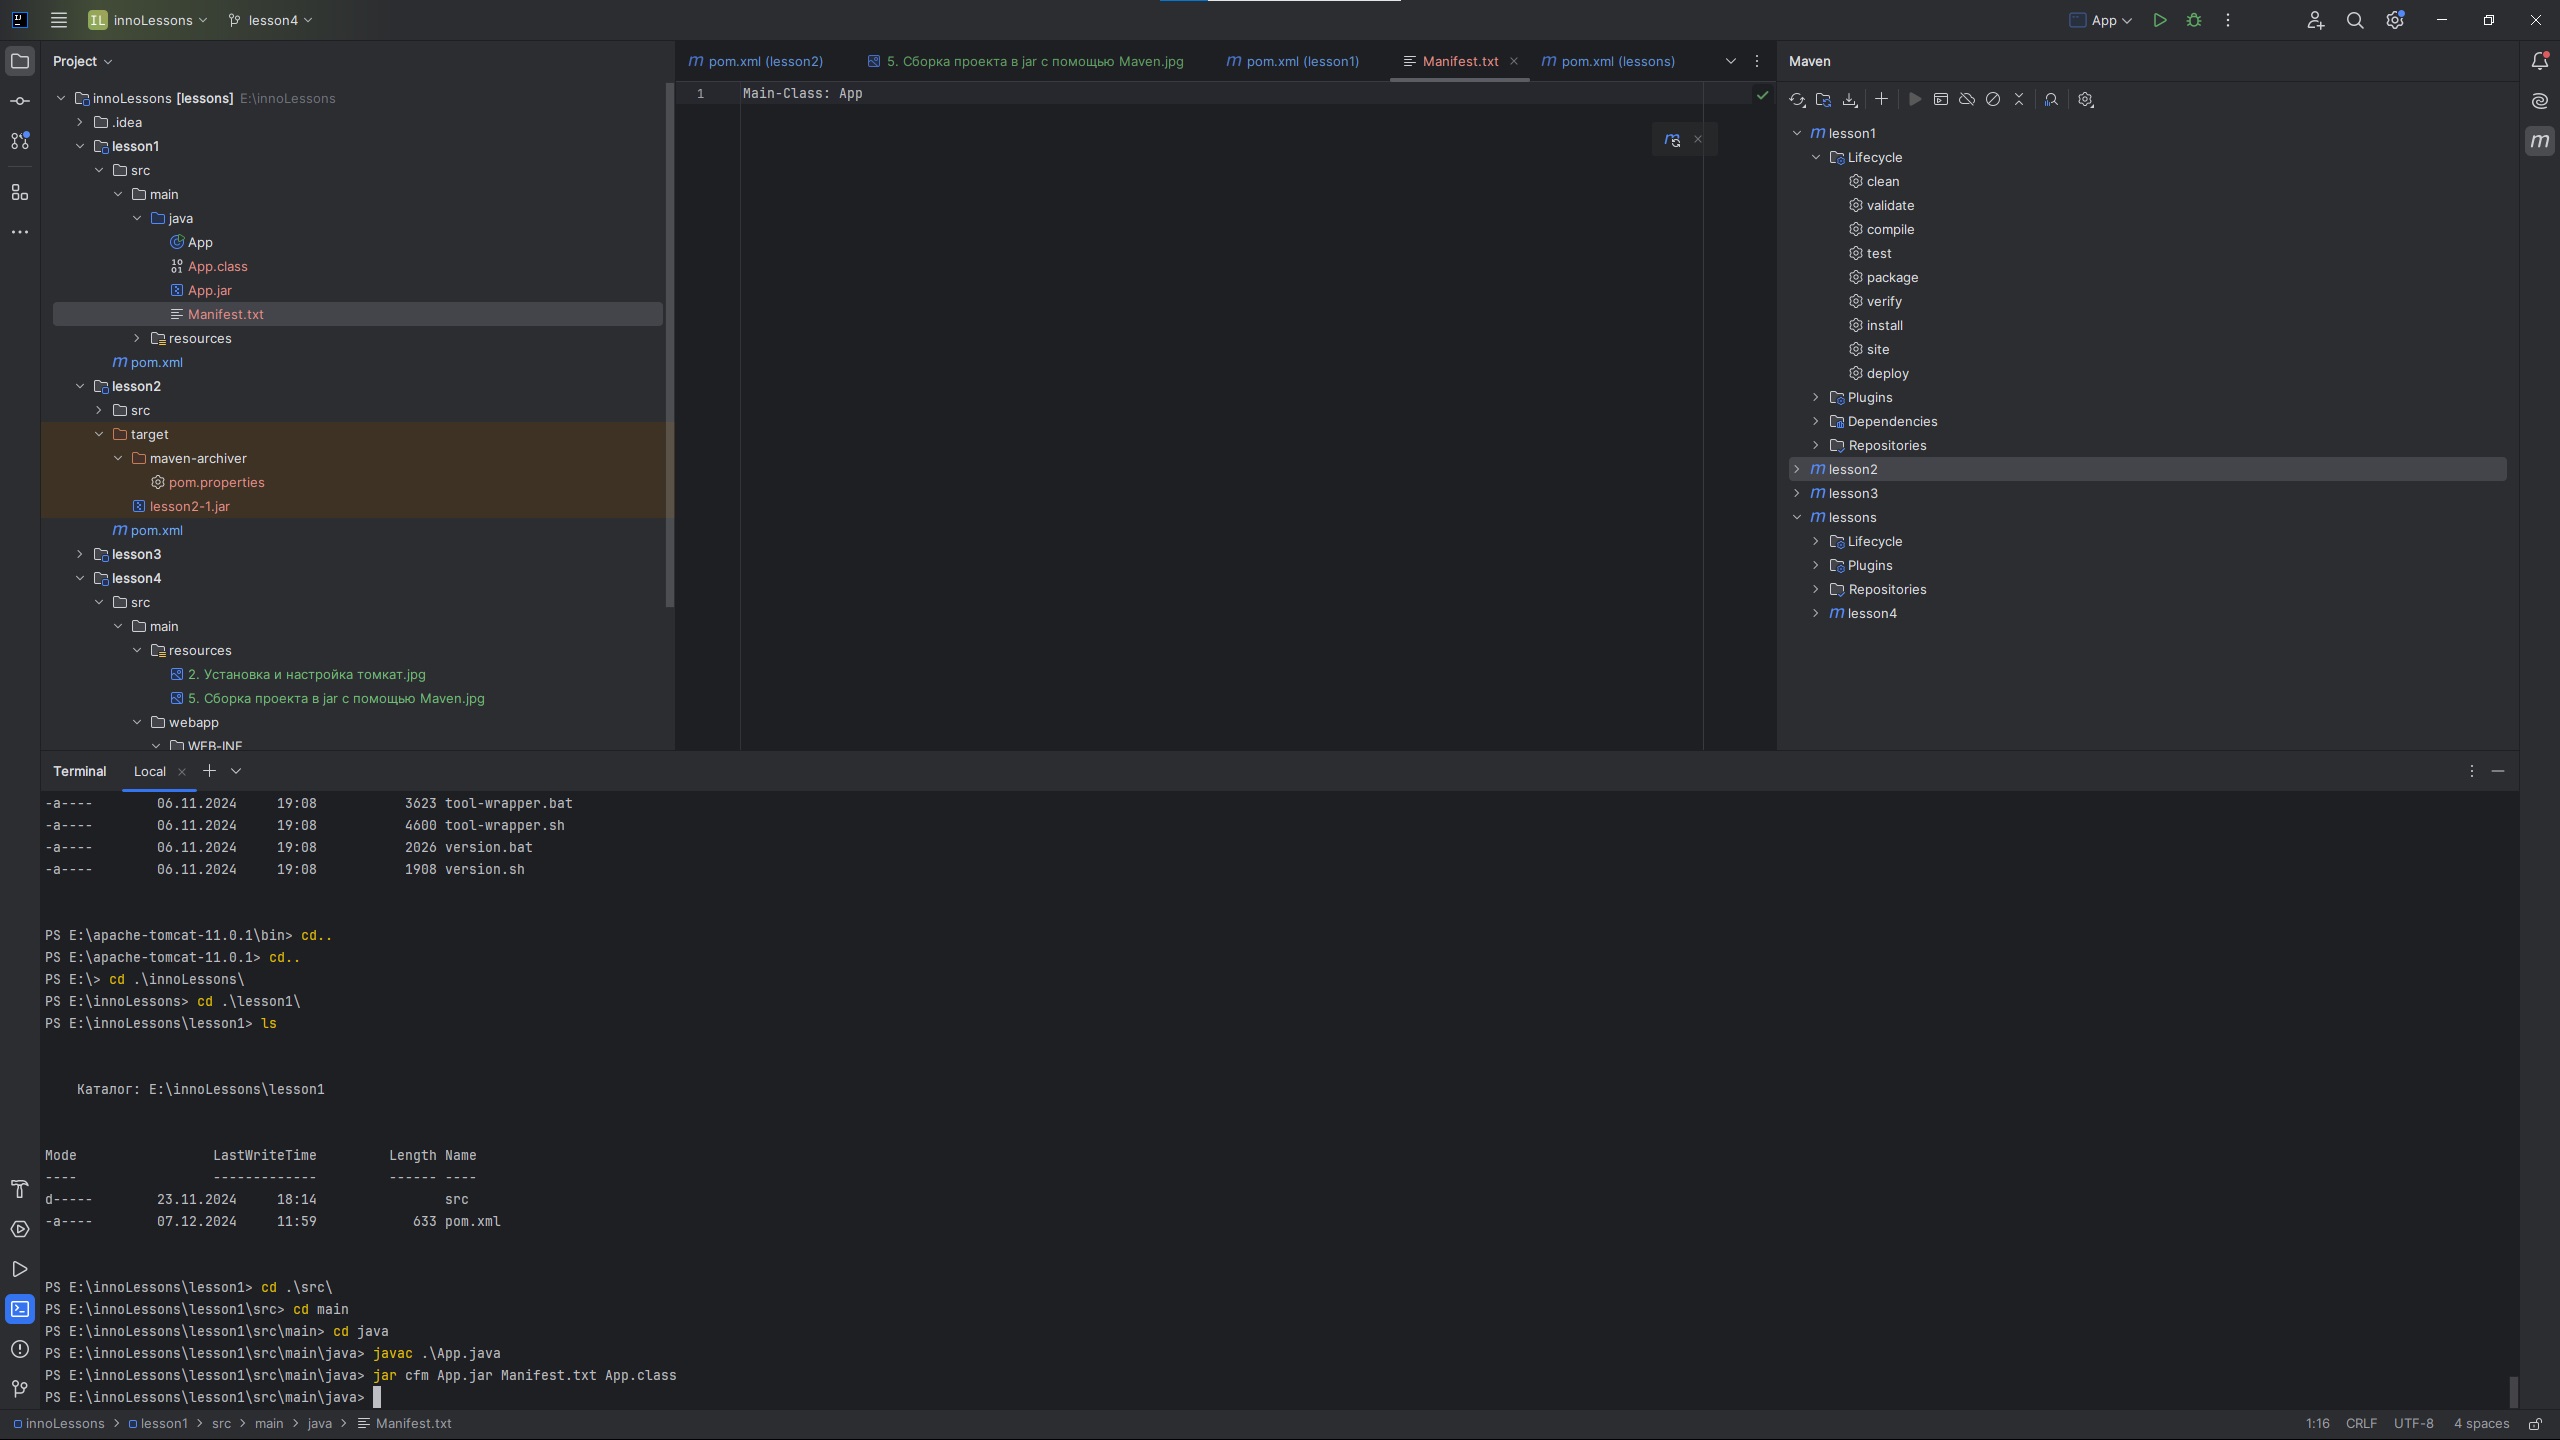 innoLessons
lesson4
App
Project
pom.xml (lesson2)
5. Сборка проекта в jar с помощью Maven.jpg
pom.xml (lesson1)
Manifest.txt
pom.xml (lessons)
Maven
innoLessons [lessons] E:\innoLessons
.idea
lesson1
src
main
java
App
App.class
App.jar
Manifest.txt
resources
pom.xml
lesson2
src
target
maven-archiver
pom.properties
lesson2-1.jar
pom.xml
lesson3
lesson4
src
main
resources
2. Установка и настройка томкат.jpg
5. Сборка проекта в jar с помощью Maven.jpg
webapp
WEB-INF
1 Main-Class: App
lesson1
Lifecycle
clean
validate
compile
test
package
verify
install
site
deploy
Plugins
Dependencies
Repositories
lesson2
lesson3
lessons
Lifecycle
Plugins
Repositories
lesson4
Terminal Local
-a---- 06.11.2024 19:08 3623 tool-wrapper.bat
-a---- 06.11.2024 19:08 4600 tool-wrapper.sh
-a---- 06.11.2024 19:08 2026 version.bat
-a---- 06.11.2024 19:08 1908 version.sh
PS E:\apache-tomcat-11.0.1\bin> cd..
PS E:\apache-tomcat-11.0.1> cd..
PS E:\> cd .\innoLessons\
PS E:\innoLessons> cd .\lesson1\
PS E:\innoLessons\lesson1> ls
Каталог: E:\innoLessons\lesson1
Mode LastWriteTime Length Name
---- ------------- ------ ----
d----- 23.11.2024 18:14 src
-a---- 07.12.2024 11:59 633 pom.xml
PS E:\innoLessons\lesson1> cd .\src\
PS E:\innoLessons\lesson1\src> cd main
PS E:\innoLessons\lesson1\src\main> cd java
PS E:\innoLessons\lesson1\src\main\java> javac .\App.java
PS E:\innoLessons\lesson1\src\main\java> jar cfm App.jar Manifest.txt App.class
PS E:\innoLessons\lesson1\src\main\java>
innoLessons > lesson1 > src > main > java > Manifest.txt
1:16 CRLF UTF-8 4 spaces